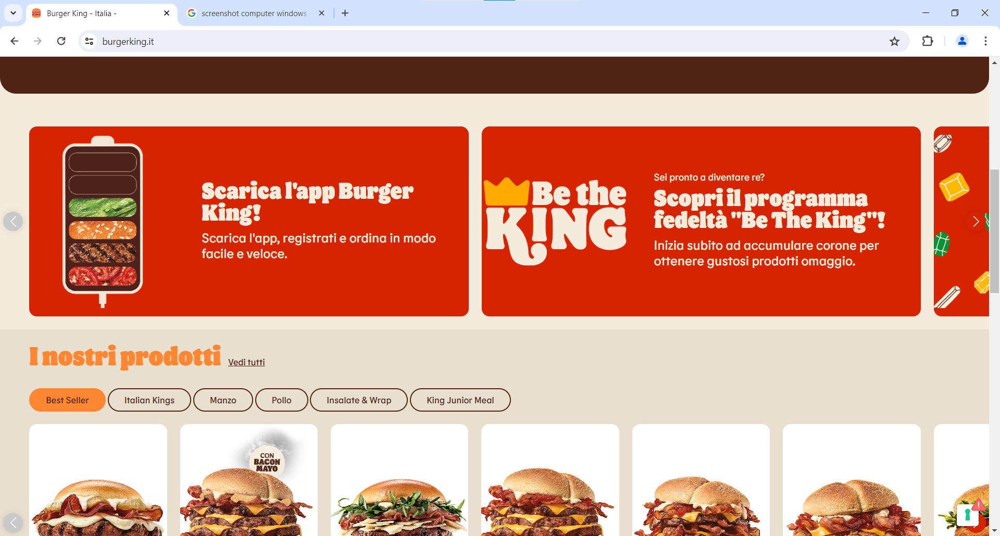 Burger King - Italia -
screenshot computer windows
burgerking.it
Scarica l'app Burger
King!
Scarica l'app, registrati e ordina in modo
facile e veloce.
Be the
KING
Sei pronto a diventare re?
Scopri il programma
fedeltà "Be The King"!
Inizia subito ad accumulare corone per
ottenere gustosi prodotti omaggio.
I nostri prodotti
Vedi tutti
Best Seller
Italian Kings
Manzo
Pollo
Insalate & Wrap
King Junior Meal
CON
BACON
MAYO